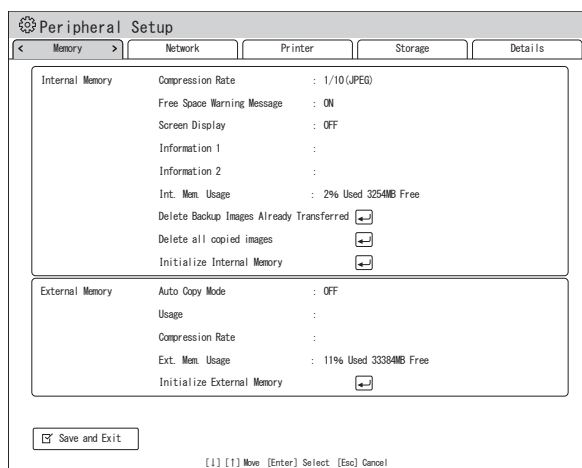 Peripheral Setup
< Memory > Network Printer Storage Details
Internal Memory Compression Rate : 1/10(JPEG)
Free Space Warning Message : ON
Screen Display : OFF
Information 1 :
Information 2 :
Int. Mem. Usage : 2% Used 3254MB Free
Delete Backup Images Already Transferred
Delete all copied images
Initialize Internal Memory
External Memory Auto Copy Mode : OFF
Usage :
Compression Rate :
Ext. Mem. Usage : 11% Used 33384MB Free
Initialize External Memory
Save and Exit
[↓] [↑] Move [Enter] Select [Esc] Cancel